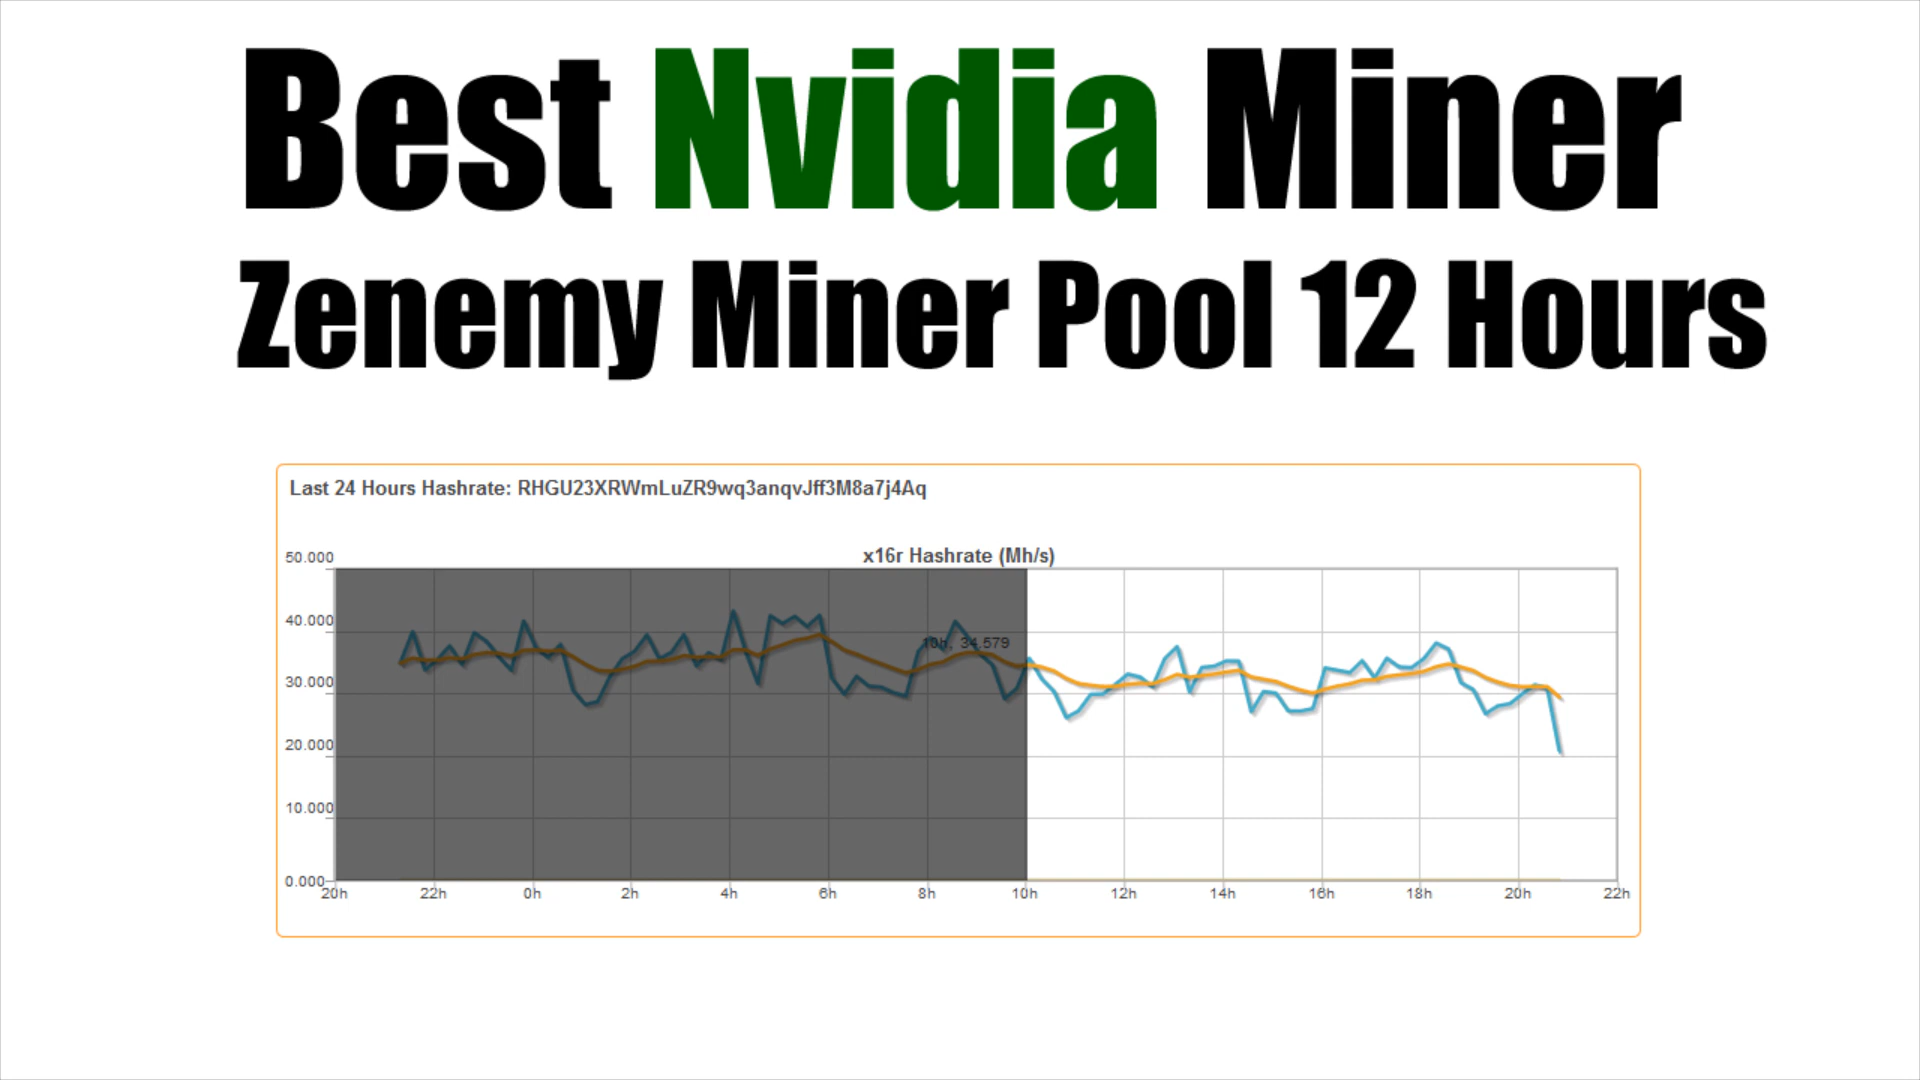 Best Nvidia Miner
Zenemy Miner Pool 12 Hours
Last 24 Hours Hashrate: RHGU23XRWmLuZR9wq3anqvJff3M8a7j4Aq
x16r Hashrate (Mh/s)
50.000
40.000
10h, 34.579
30.000
20.000
10.000
0.000
20h 22h 0h 2h 4h 6h 8h 10h 12h 14h 16h 18h 20h 22h